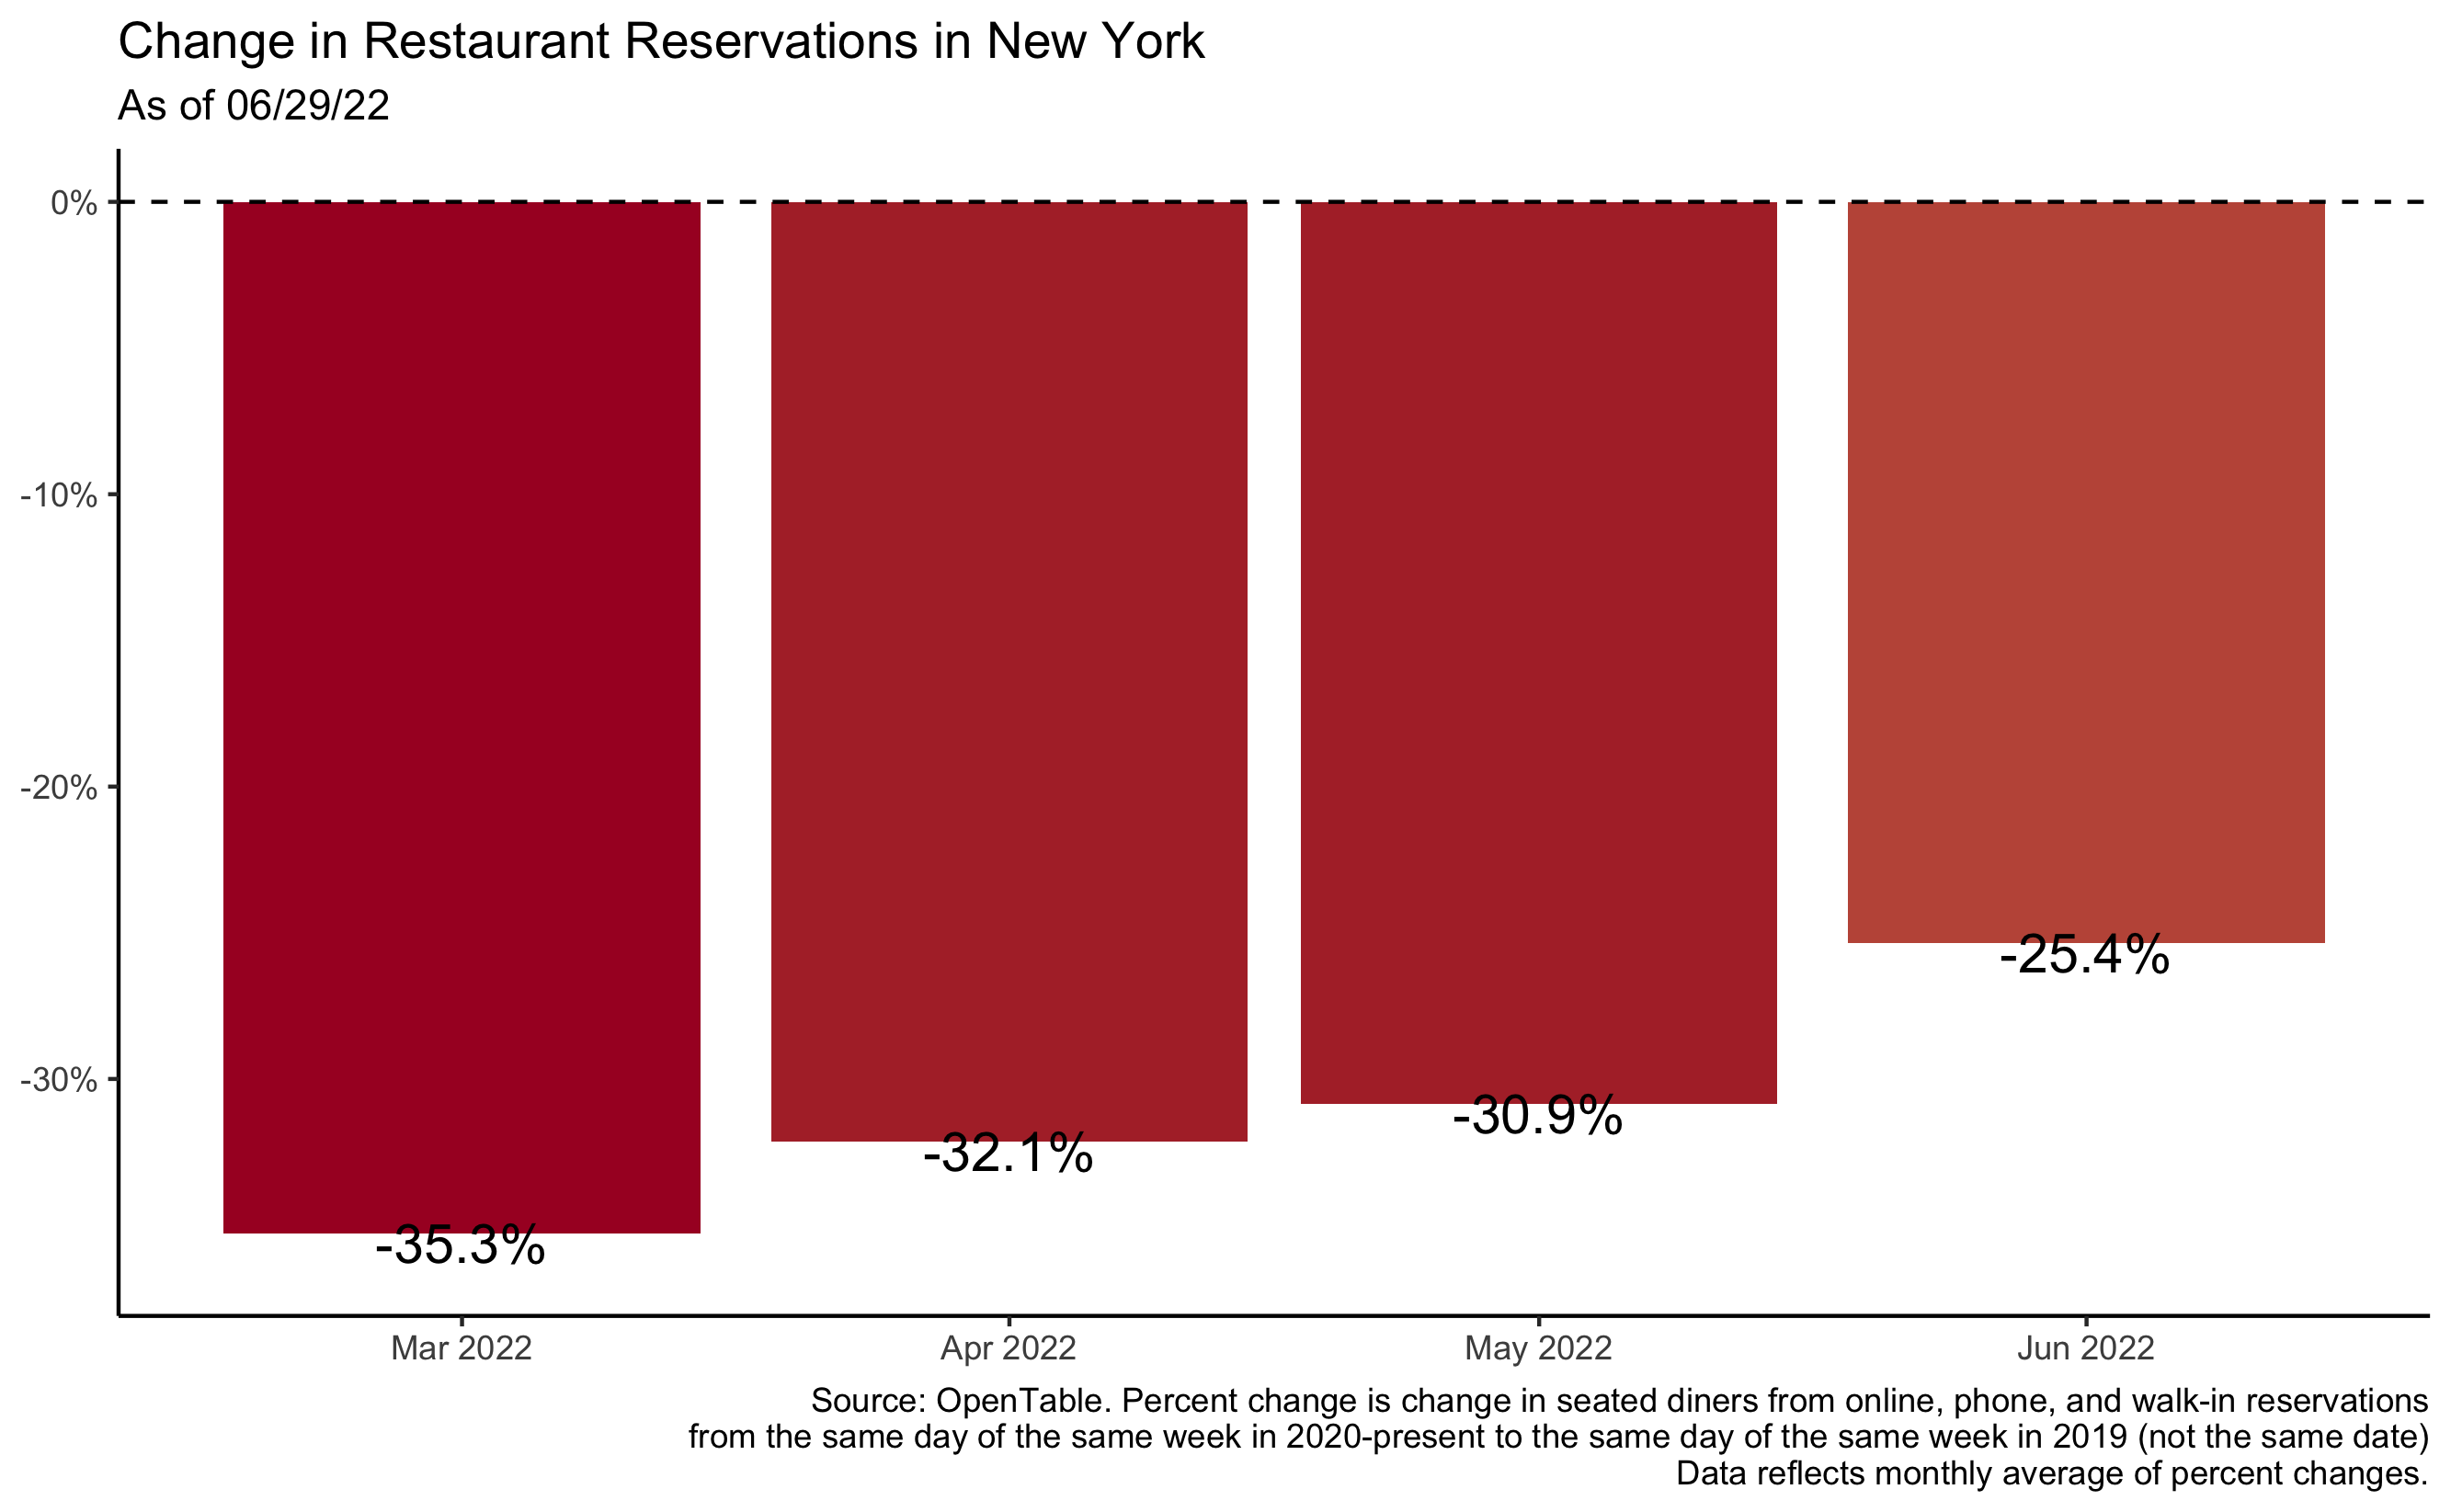 Change in Restaurant Reservations in New York
As of 06/29/22
0%
-10%
-20%
-30%
-35.3%
-32.1%
-30.9%
-25.4%
Mar 2022
Apr 2022
May 2022
Jun 2022
Source: OpenTable. Percent change is change in seated diners from online, phone, and walk-in reservations
from the same day of the same week in 2020-present to the same day of the same week in 2019 (not the same date)
Data reflects monthly average of percent changes.